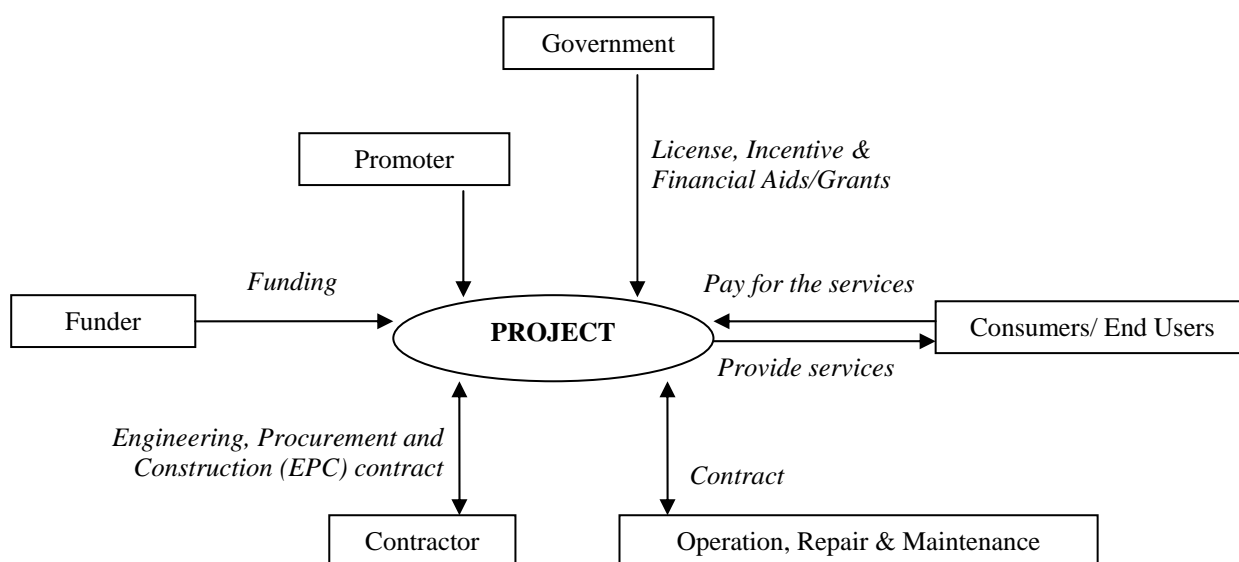 Government
License, Incentive &
Financial Aids/Grants
Promoter
Funding
Pay for the services
Funder
PROJECT
Consumers/ End Users
Provide services
Engineering, Procurement and
Construction (EPC) contract
Contract
Contractor
Operation, Repair & Maintenance